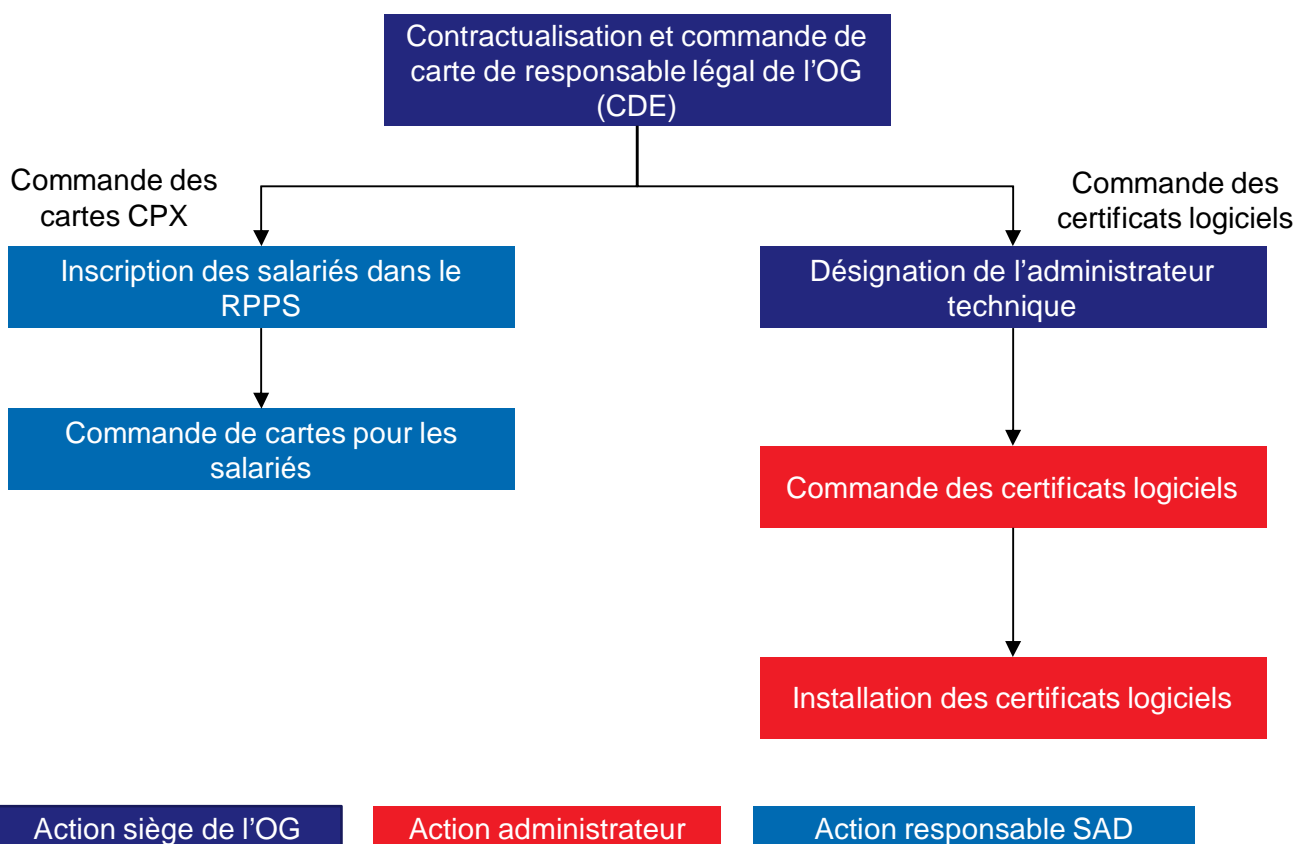 Contractualisation et commande de
carte de responsable légal de l’OG
(CDE)
Commande des
cartes CPX
Commande des
certificats logiciels
Inscription des salariés dans le
RPPS
Désignation de l’administrateur
technique
Commande de cartes pour les
salariés
Commande des certificats logiciels
Installation des certificats logiciels
Action siège de l’OG
Action administrateur
Action responsable SAD